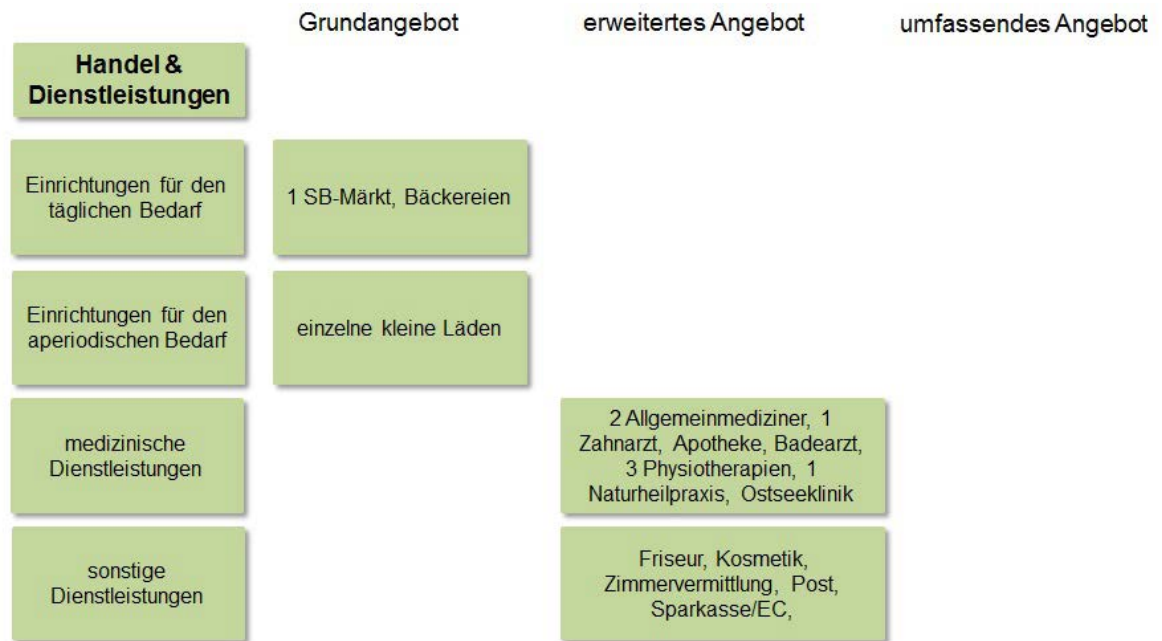 Grundangebot
erweitertes Angebot
umfassendes Angebot
Handel &
Dienstleistungen
Einrichtungen für den
täglichen Bedarf
1 SB-Märkt, Bäckereien
Einrichtungen für den
aperiodischen Bedarf
einzelne kleine Läden
medizinische
Dienstleistungen
2 Allgemeinmediziner, 1
Zahnarzt, Apotheke, Badearzt,
3 Physiotherapien, 1
Naturheilpraxis, Ostseeklinik
sonstige
Dienstleistungen
Friseur, Kosmetik,
Zimmervermittlung, Post,
Sparkasse/EC,